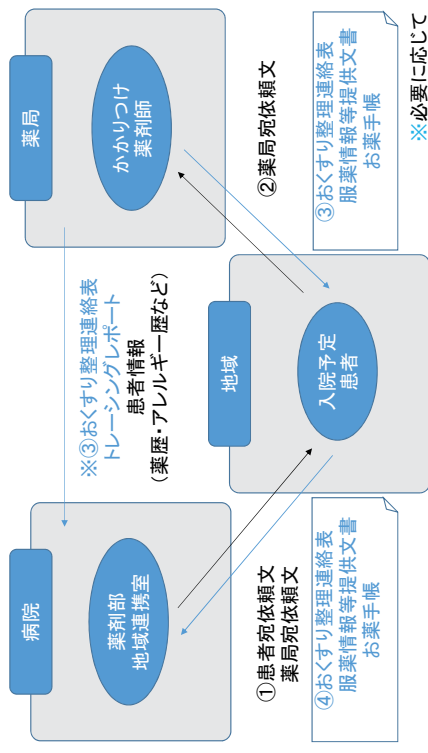 病院
薬剤部
地域連携室
※③おくすり整理連絡表
トレーシングレポート
患者情報
（薬歴・アレルギー歴など）
薬局
かかりつけ
薬剤師
①患者宛依頼文
薬局宛依頼文
地域
入院予定
患者
②薬局宛依頼文
④おくすり整理連絡表
服薬情報等提供文書
お薬手帳
③おくすり整理連絡表
服薬情報等提供文書
お薬手帳
※必要に応じて